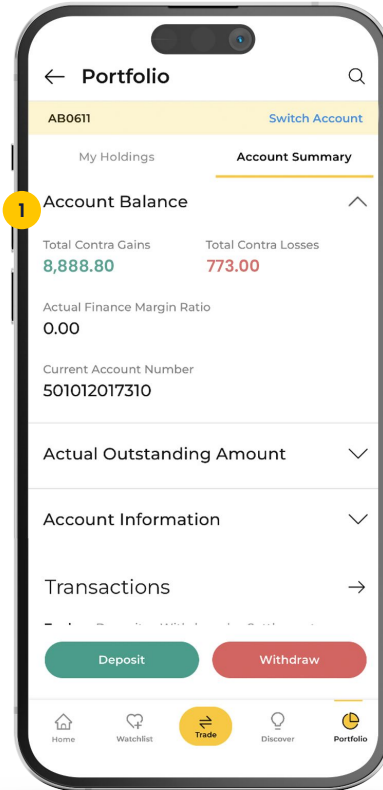 Portfolio
AB0611 Switch Account
My Holdings Account Summary
1
Account Balance
Total Contra Gains Total Contra Losses
8,888.80 773.00
Actual Finance Margin Ratio
0.00
Current Account Number
501012017310
Actual Outstanding Amount
Account Information
Transactions
Deposit Withdraw
Home Watchlist Trade Discover Portfolio